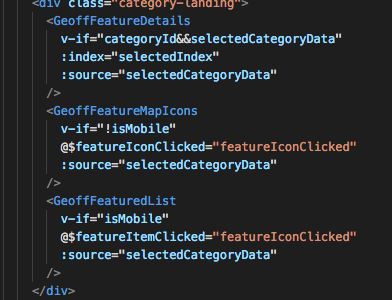 <div class="category-landing">
<GeoffFeatureDetails
v-if="categoryId&&selectedCategoryData"
:index="selectedIndex"
:source="selectedCategoryData"
/>
<GeoffFeatureMapIcons
v-if="!isMobile"
@$featureIconClicked="featureIconClicked"
:source="selectedCategoryData"
/>
<GeoffFeaturedList
v-if="isMobile"
@$featureItemClicked="featureIconClicked"
:source="selectedCategoryData"
/>
</div>